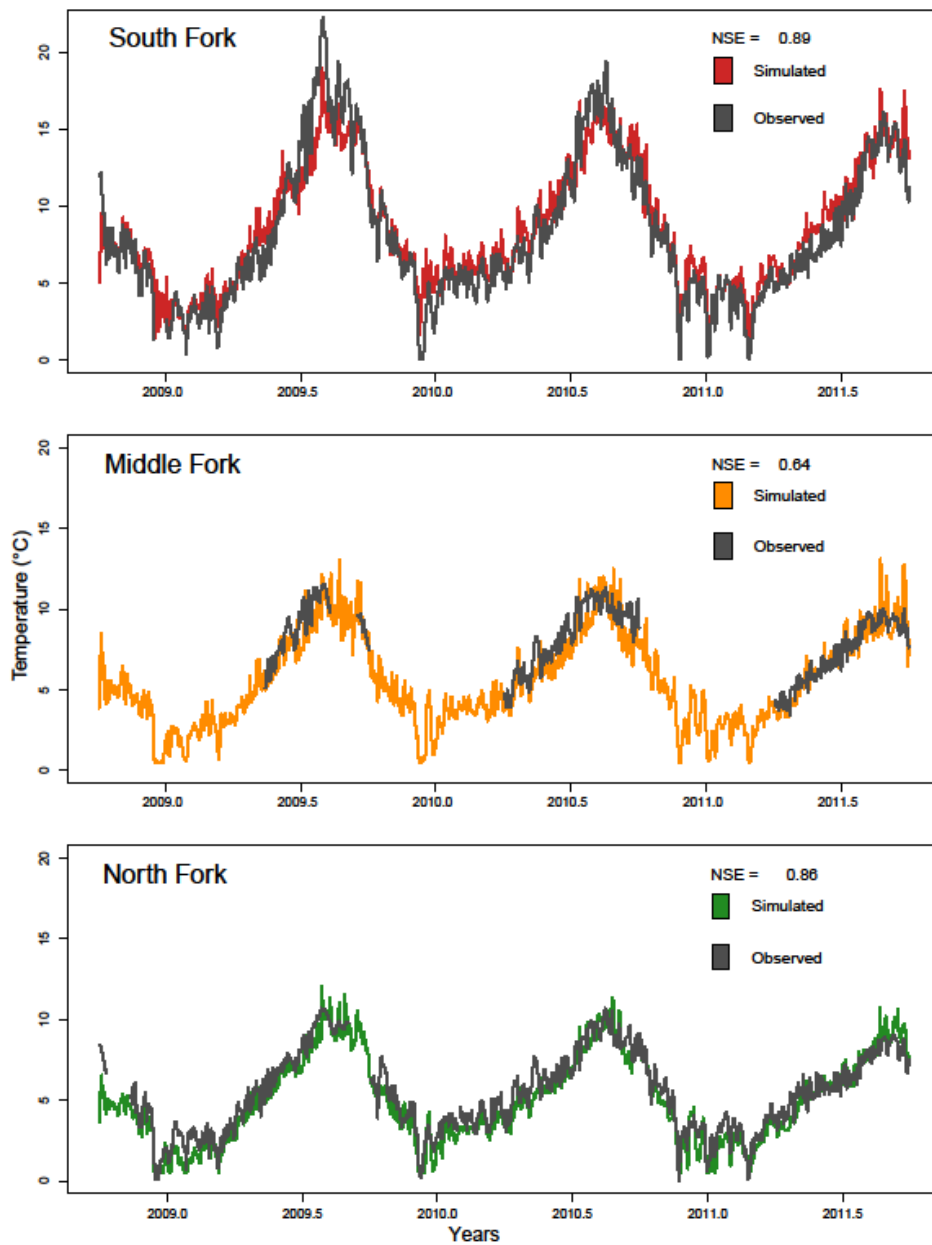 South Fork
NSE = 0.89
Simulated
Observed
20
15
10
5
0
2009.0 2009.5 2010.0 2010.5 2011.0 2011.5
Middle Fork
NSE = 0.64
Simulated
Observed
20
15
10
5
0
Temperature (°C)
2009.0 2009.5 2010.0 2010.5 2011.0 2011.5
North Fork
NSE = 0.86
Simulated
Observed
20
15
10
5
0
2009.0 2009.5 2010.0 2010.5 2011.0 2011.5
Years